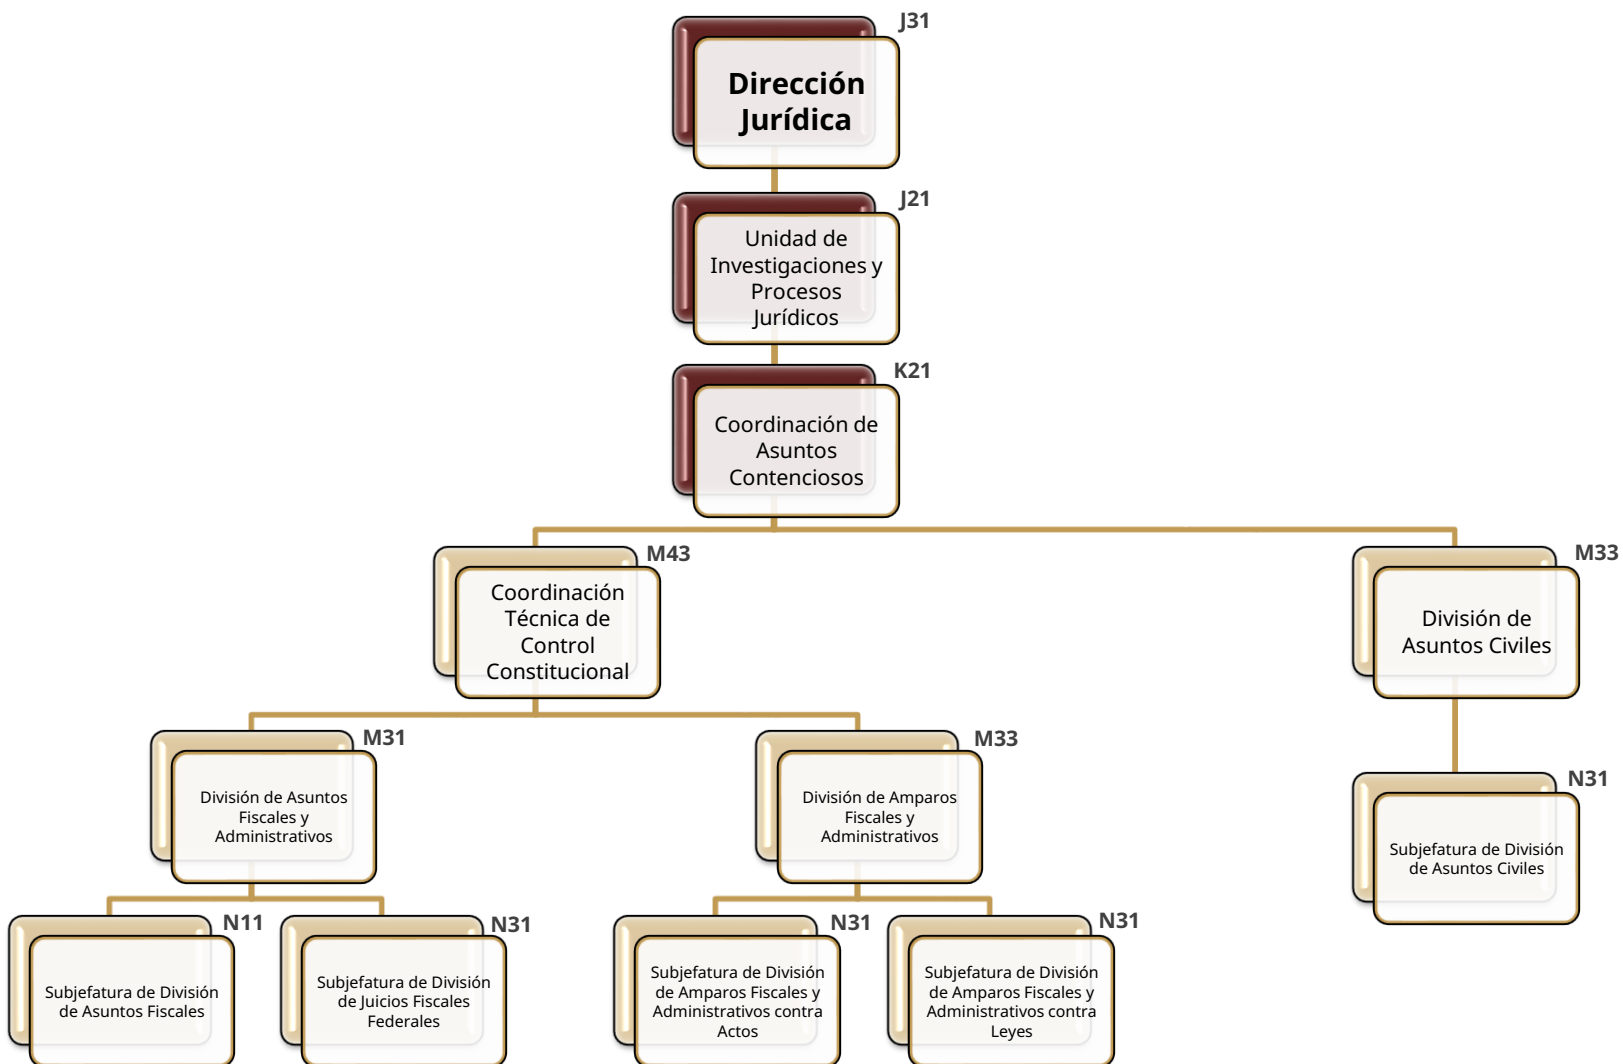 J31
Dirección
Jurídica
J21
Unidad de
Investigaciones y
Procesos
Jurídicos
K21
Coordinación de
Asuntos
Contenciosos
M43
Coordinación
Técnica de
Control
Constitucional
M33
División de
Asuntos Civiles
M31
División de Asuntos
Fiscales y
Administrativos
M33
División de Amparos
Fiscales y
Administrativos
N31
Subjefatura de División
de Asuntos Civiles
N11
Subjefatura de División
de Asuntos Fiscales
N31
Subjefatura de División
de Juicios Fiscales
Federales
N31
Subjefatura de División
de Amparos Fiscales y
Administrativos contra
Actos
N31
Subjefatura de División
de Amparos Fiscales y
Administrativos contra
Leyes